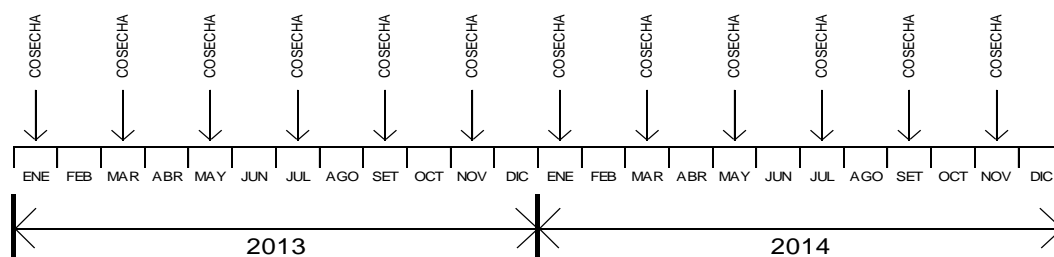 COSECHA COSECHA COSECHA COSECHA COSECHA COSECHA COSECHA COSECHA COSECHA COSECHA COSECHA COSECHA
ENE FEB MAR ABR MAY JUN JUL AGO SET OCT NOV DIC ENE FEB MAR ABR MAY JUN JUL AGO SET OCT NOV DIC
2013 2014